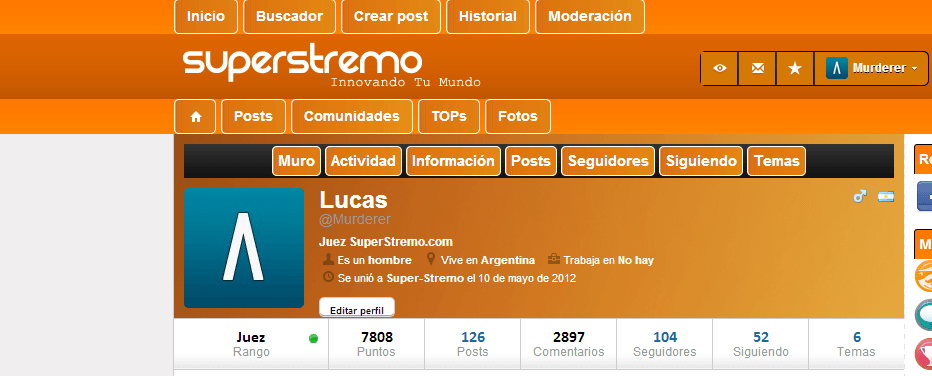 Inicio Buscador Crear post Historial Moderación
superstremo
Innovando Tu Mundo
Murderer
Posts Comunidades TOPs Fotos
Muro Actividad Información Posts Seguidores Siguiendo Temas
Lucas
@Murderer
Juez SuperStremo.com
Es un hombre Vive en Argentina Trabaja en No hay
Se unió a Super-Stremo el 10 de mayo de 2012
Editar perfil
Juez 7808 126 2897 104 52 6
Rango Puntos Posts Comentarios Seguidores Siguiendo Temas